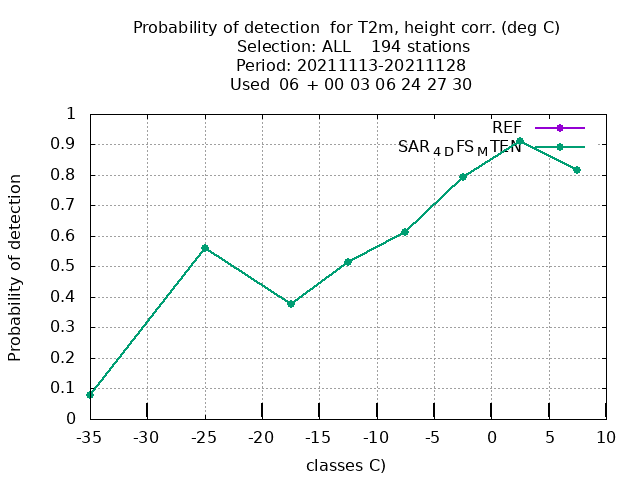 Probability of detection  for T2m, height corr. (deg C)
Selection: ALL    194 stations
Period: 20211113-20211128
Used  06  + 00 03 06 24 27 30
1
0.9
0.8
0.7
0.6
0.5
0.4
0.3
0.2
0.1
0
Probability of detection
REF
SAR4DFSMTEN
-35 -30 -25 -20 -15 -10 -5 0 5 10
classes C)